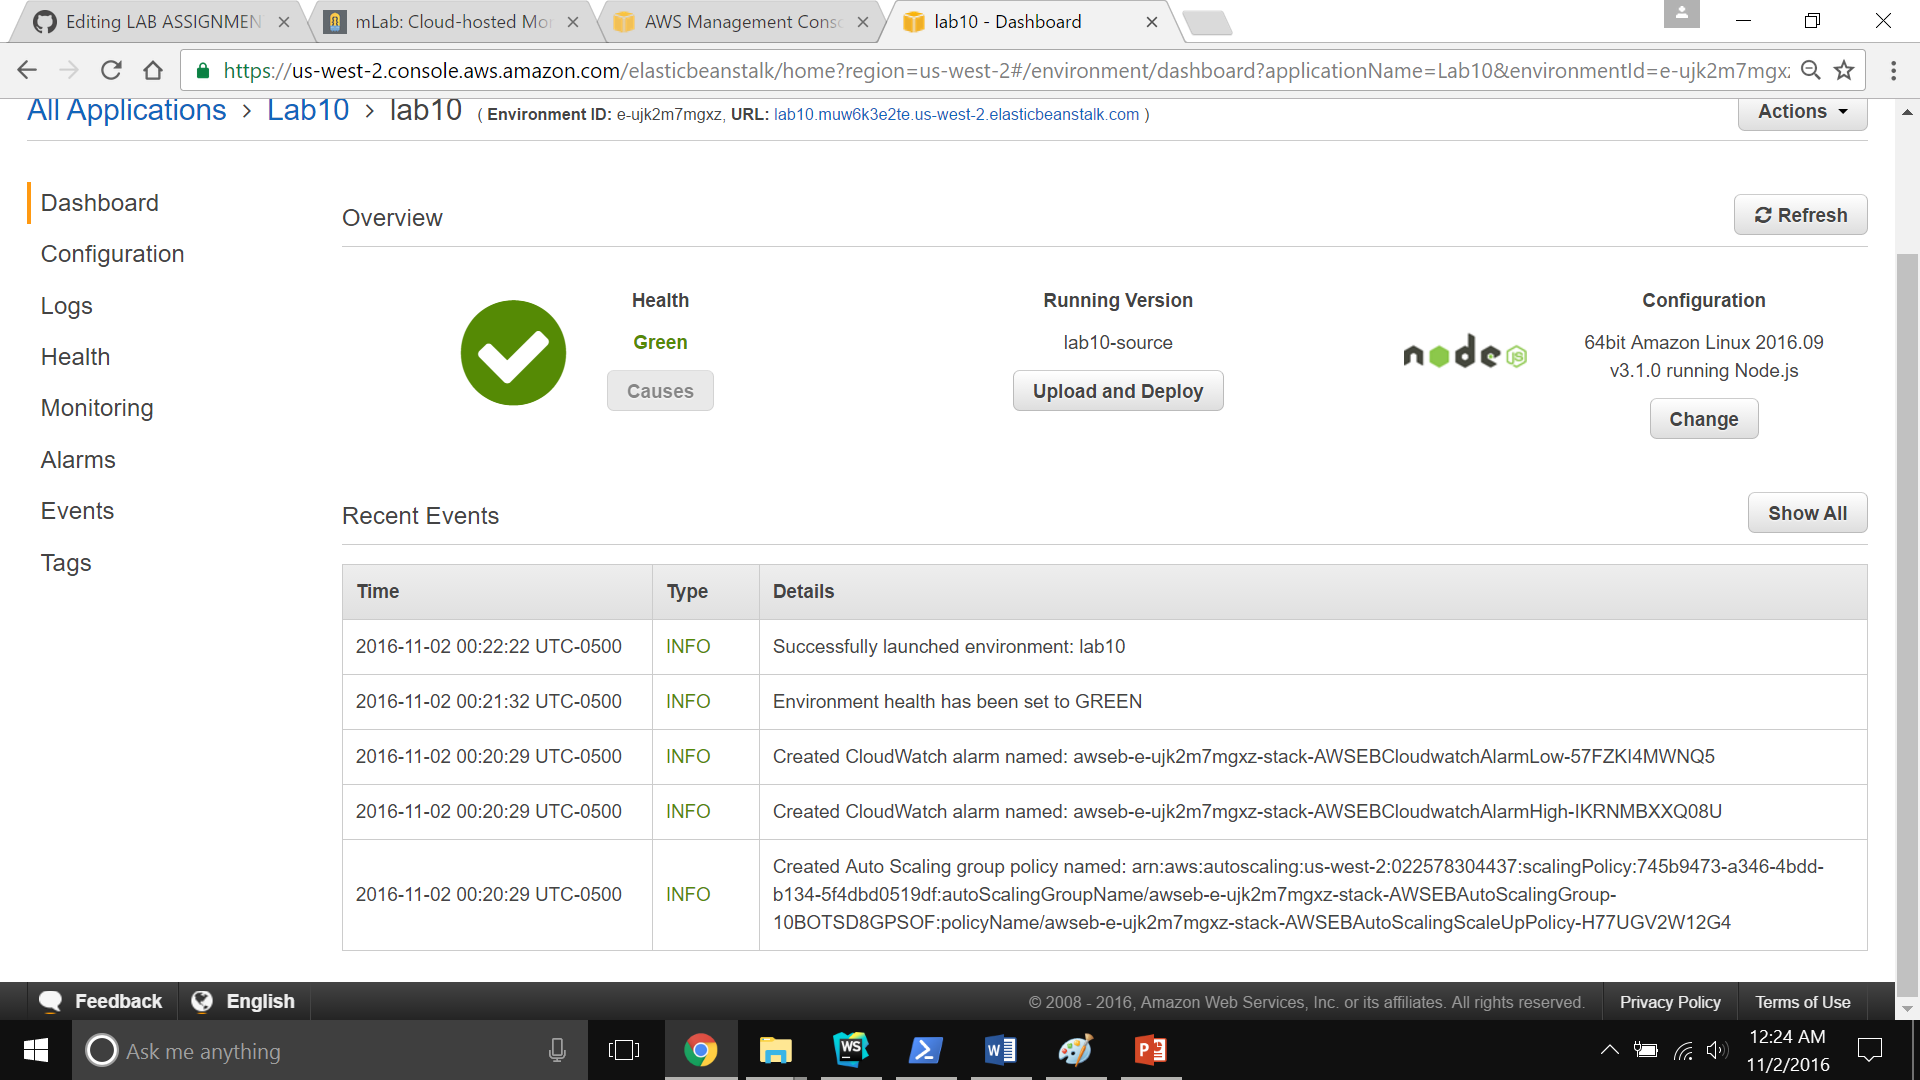 Editing LAB ASSIGNMEN
mLab: Cloud-hosted Mo
AWS Management Cons
lab10 - Dashboard
https://us-west-2.console.aws.amazon.com/elasticbeanstalk/home?region=us-west-2#/environment/dashboard?applicationName=Lab10&environmentId=e-ujk2m7mgxz
All Applications > Lab10 > lab10 ( Environment ID: e-ujk2m7mgxz, URL: lab10.muw6k3e2te.us-west-2.elasticbeanstalk.com )
Actions
Dashboard
Configuration
Logs
Health
Monitoring
Alarms
Events
Tags
Overview
Refresh
Health
Green
Causes
Running Version
lab10-source
Upload and Deploy
node JS
Configuration
64bit Amazon Linux 2016.09
v3.1.0 running Node.js
Change
Recent Events
Show All
Time Type Details
2016-11-02 00:22:22 UTC-0500 INFO Successfully launched environment: lab10
2016-11-02 00:21:32 UTC-0500 INFO Environment health has been set to GREEN
2016-11-02 00:20:29 UTC-0500 INFO Created CloudWatch alarm named: awseb-e-ujk2m7mgxz-stack-AWSEBCloudwatchAlarmLow-57FZKI4MWNQ5
2016-11-02 00:20:29 UTC-0500 INFO Created CloudWatch alarm named: awseb-e-ujk2m7mgxz-stack-AWSEBCloudwatchAlarmHigh-IKRNMBXXQ08U
2016-11-02 00:20:29 UTC-0500 INFO Created Auto Scaling group policy named: arn:aws:autoscaling:us-west-2:022578304437:scalingPolicy:745b9473-a346-4bdd-
b134-5f4dbd0519df:autoScalingGroupName/awseb-e-ujk2m7mgxz-stack-AWSEBAutoScalingGroup-
10BOTSD8GPSOF:policyName/awseb-e-ujk2m7mgxz-stack-AWSEBAutoScalingScaleUpPolicy-H77UGV2W12G4
Feedback
English
© 2008 - 2016, Amazon Web Services, Inc. or its affiliates. All rights reserved.
Privacy Policy
Terms of Use
Ask me anything
WS
W
P
12:24 AM
11/2/2016